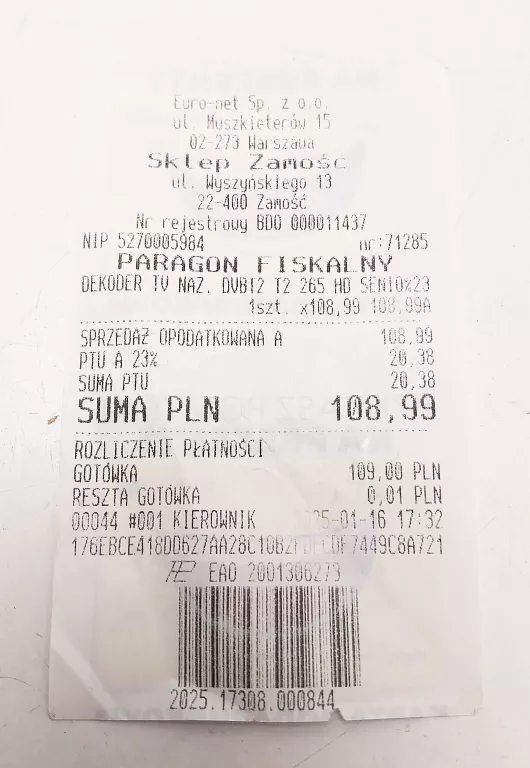 Euro-net Sp. z o.o.
ul. Muszkieterów 15
02-273 Warszawa
Sklep Zamość
ul. Wyszyńskiego 13
22-400 Zamość
Nr rejestrowy BDO 000011437
NIP 5270005984 nr:71285
PARAGON FISKALNY
DEKODER TV NAZ. DVBT2 T2 265 HD
1szt. x108,99 108,99A
SPRZEDAŻ OPODATKOWANA A 108,99
PTU A 23% 20,38
SUMA PTU 20,38
SUMA PLN 108,99
ROZLICZENIE PŁATNOŚCI
GOTÓWKA 109,00 PLN
RESZTA GOTÓWKA 0,01 PLN
00044 #001 KIEROWNIK 17:32
EAO 2001306273
2025.17308.000844